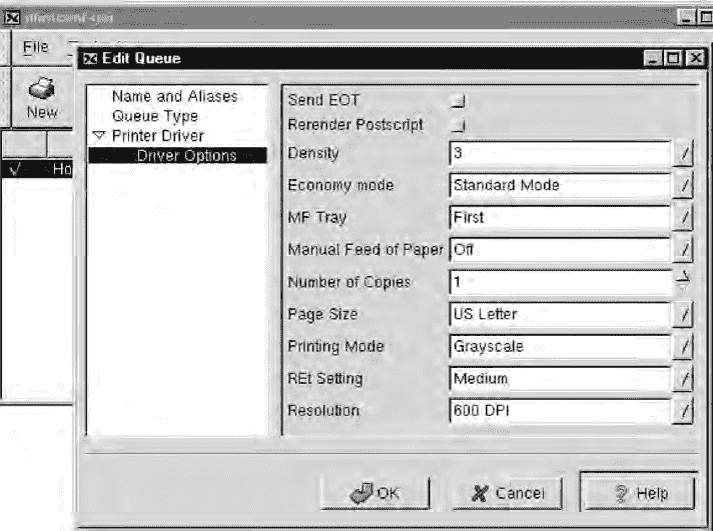 File
Edit Queue
New
Ho
Name and Aliases
Queue Type
Printer Driver
Driver Options
Send EOT
Rerender Postscript
Density 3
Economy mode Standard Mode
MF Tray First
Manual Feed of Paper Off
Number of Copies 1
Page Size US Letter
Printing Mode Grayscale
REt Setting Medium
Resolution 600 DPI
OK Cancel Help